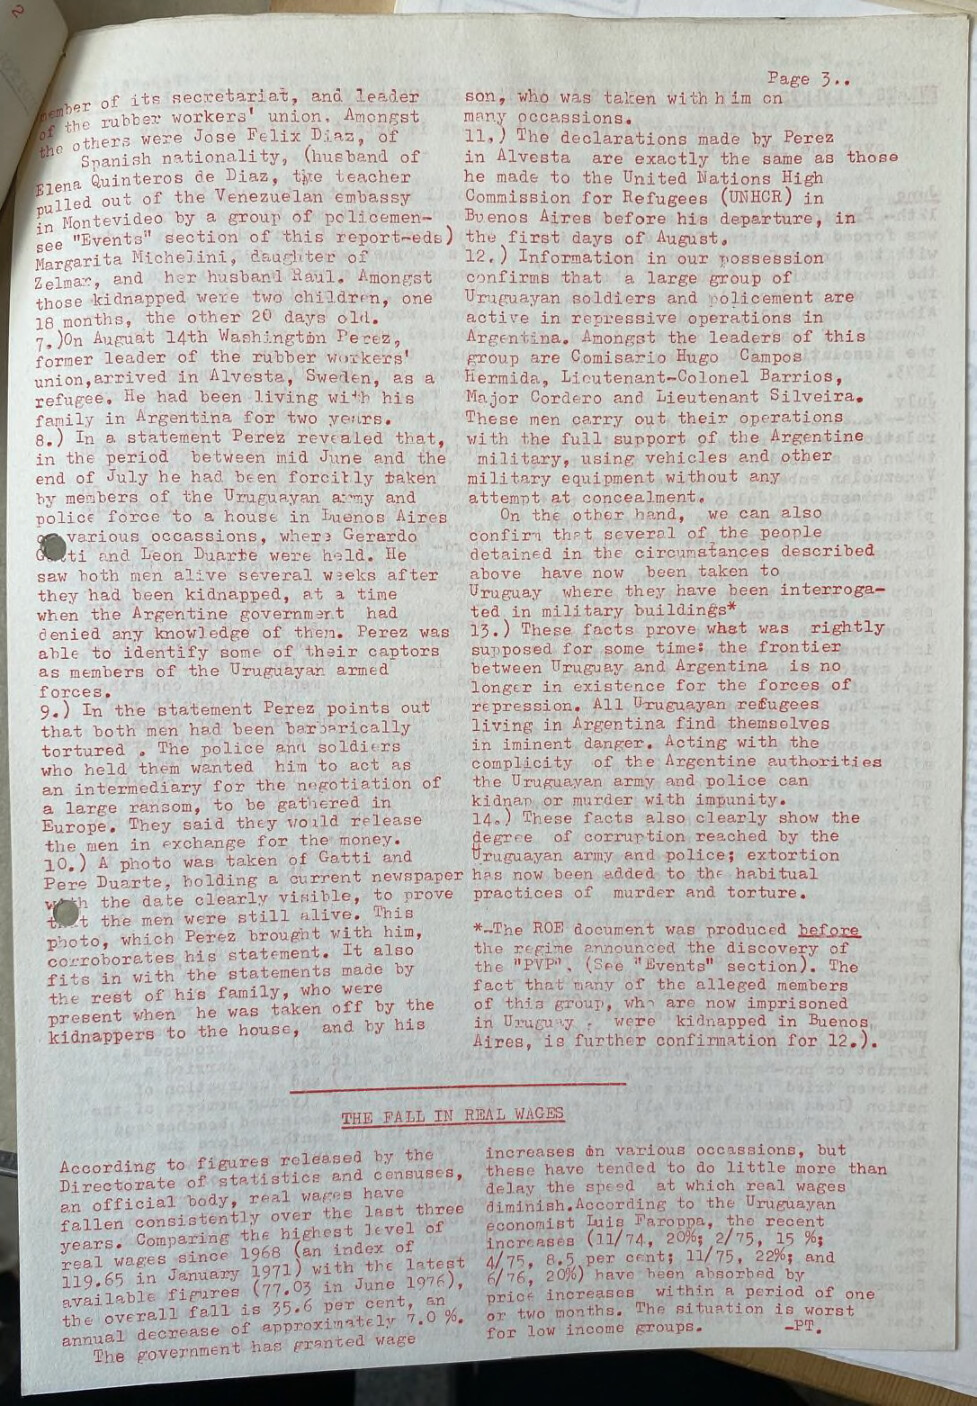 Page 3..
member of its secretariat, and leader
of the rubber workers' union. Amongst
the others were Jose Felix Diaz, of
Spanish nationality, (husband of
Elena Quinteros de Diaz, the teacher
pulled out of the Venezuelan embassy
in Montevideo by a group of policemen-
see "Events" section of this report-eds)
Margarita Michelini, daughter of
Zelmar, and her husband Raul. Amongst
those kidnapped were two children, one
18 months, the other 20 days old.
7.)On Auguat 14th Washington Perez,
former leader of the rubber workers'
union,arrived in Alvesta, Sweden, as a
refugee. He had been living with his
family in Argentina for two years.
8.) In a statement Perez revealed that,
in the period between mid June and the
end of July he had been forcibly taken
by members of the Uruguayan army and
police force to a house in Buenos Aires
various occassions, where Gerardo
and Leon Duarte were held. He
saw both men alive several weeks after
they had been kidnapped, at a time
when the Argentine government had
denied any knowledge of them. Perez was
able to identify some of their captors
as members of the Uruguayan armed
forces.
9.) In the statement Perez points out
that both men had been barbarically
tortured . The police and soldiers
who held them wanted him to act as
an intermediary for the negotiation of
a large ransom, to be gathered in
Europe. They said they would release
the men in exchange for the money.
10.) A photo was taken of Gatti and
Pere Duarte, holding a current newspaper
with the date clearly visible, to prove
that the men were still alive. This
photo, which Perez brought with him,
corroborates his statement. It also
fits in with the statements made by
the rest of his family, who were
present when he was taken off by the
kidnappers to the house, and by his
son, who was taken with him on
many occassions.
11.) The declarations made by Perez
in Alvesta are exactly the same as those
he made to the United Nations High
Commission for Refugees (UNHCR) in
Buenos Aires before his departure, in
the first days of August.
12.) Information in our possession
confirms that a large group of
Uruguayan soldiers and policement are
active in repressive operations in
Argentina. Amongst the leaders of this
group are Comisario Hugo Campos
Hermida, Lieutenant-Colonel Barrios,
Major Cordero and Lieutenant Silveira.
These men carry out their operations
with the full support of the Argentine
military, using vehicles and other
military equipment without any
attempt at concealment.
On the other hand, we can also
confirm that several of the people
detained in the circumstances described
above have now been taken to
Uruguay where they have been interroga-
ted in military buildings*
13.) These facts prove what was rightly
supposed for some time: the frontier
between Uruguay and Argentina is no
longer in existence for the forces of
repression. All Uruguayan refugees
living in Argentina find themselves
in iminent danger. Acting with the
complicity of the Argentine authorities
the Uruguayan army and police can
kidnap or murder with impunity.
14.) These facts also clearly show the
degree of corruption reached by the
Uruguayan army and police; extortion
has now been added to the habitual
practices of murder and torture.
*-The ROE document was produced before
the regime announced the discovery of
the "PVP". (See "Events" section). The
fact that many of the alleged members
of this group, who are now imprisoned
in Uruguay , were kidnapped in Buenos
Aires, is further confirmation for 12.).
THE FALL IN REAL WAGES
According to figures released by the
Directorate of statistics and censuses,
an official body, real wages have
fallen consistently over the last three
years. Comparing the highest level of
real wages since 1968 (an index of
119.65 in January 1971) with the latest
available figures (77.03 in June 1976),
the overall fall is 35.6 per cent, an
annual decrease of approximately 7.0 %.
The government has granted wage
increases on various occassions, but
these have tended to do little more than
delay the speed at which real wages
diminish.According to the Uruguayan
economist Luis Faroppa, the recent
increases (11/74, 20%; 2/75, 15 %;
4/75, 8.5 per cent; 11/75, 22%; and
6/76, 20%) have been absorbed by
price increases within a period of one
or two months. The situation is worst
for low income groups. -PT.